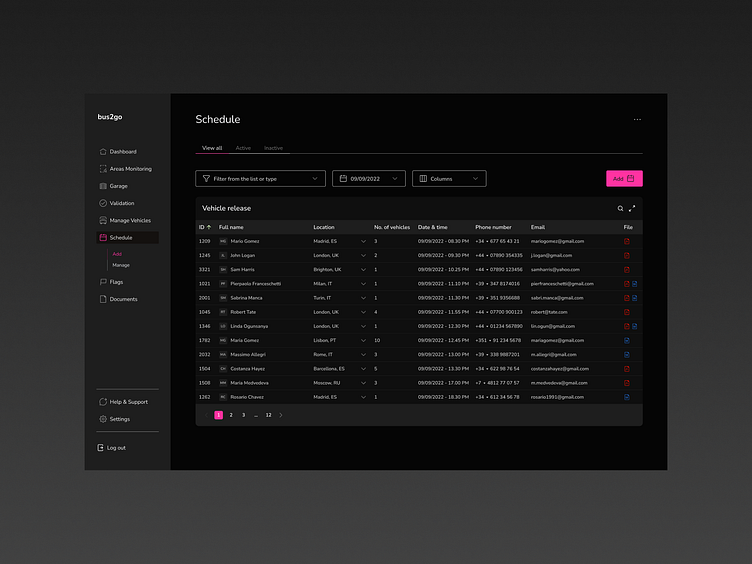 bus2go
Dashboard
Areas Monitoring
Garage
Validation
Manage Vehicles
Schedule
Add
Manage
Flags
Documents
Help & Support
Settings
Log out
Schedule
View all Active Inactive
Filter from the list or type 09/09/2022 Columns Add
Vehicle release
ID Full name Location No. of vehicles Date & time Phone number Email File
1209 MG Mario Gomez Madrid, ES 3 09/09/2022 - 08.30 PM +34 • 677 65 43 21 mariogomez@gmail.com
1245 JL John Logan London, UK 2 09/09/2022 - 09.30 PM +44 • 07890 354335 j.logan@gmail.com
3321 SH Sam Harris Brighton, UK 1 09/09/2022 - 10.25 PM +44 • 07890 123456 samharris@yahoo.com
1021 PF Pierpaolo Franceschetti Milan, IT 1 09/09/2022 - 11.10 PM +39 • 347 8174016 pierfranceschetti@gmail.com
2001 SM Sabrina Manca Turin, IT 1 09/09/2022 - 11.30 PM +39 • 351 9356688 sabri.manca@gmail.com
1045 RT Robert Tate London, UK 4 09/09/2022 - 11.55 PM +44 • 07700 900123 robert@tate.com
1346 LO Linda Ogunsanya London, UK 1 09/09/2022 - 12.30 PM +44 • 01234 567890 lin.ogun@gmail.com
1782 MG Maria Gomez Lisbon, PT 10 09/09/2022 - 12.45 PM +351 • 91 234 5678 mariagomez@gmail.com
2032 MA Massimo Allegri Rome, IT 3 09/09/2022 - 13.00 PM +39 • 338 9887201 m.allegri@gmail.com
1504 CH Costanza Hayez Barcellona, ES 5 09/09/2022 - 13.30 PM +34 • 622 98 76 54 costanzahayez@gmail.com
1508 MM Maria Medvedeva Moscow, RU 3 09/09/2022 - 17.00 PM +7 • 4812 77 07 57 m.medvedeva@gmail.com
1262 RC Rosario Chavez Madrid, ES 1 09/09/2022 - 18.30 PM +34 • 612 34 56 78 rosario1991@gmail.com
1 2 3 ... 12